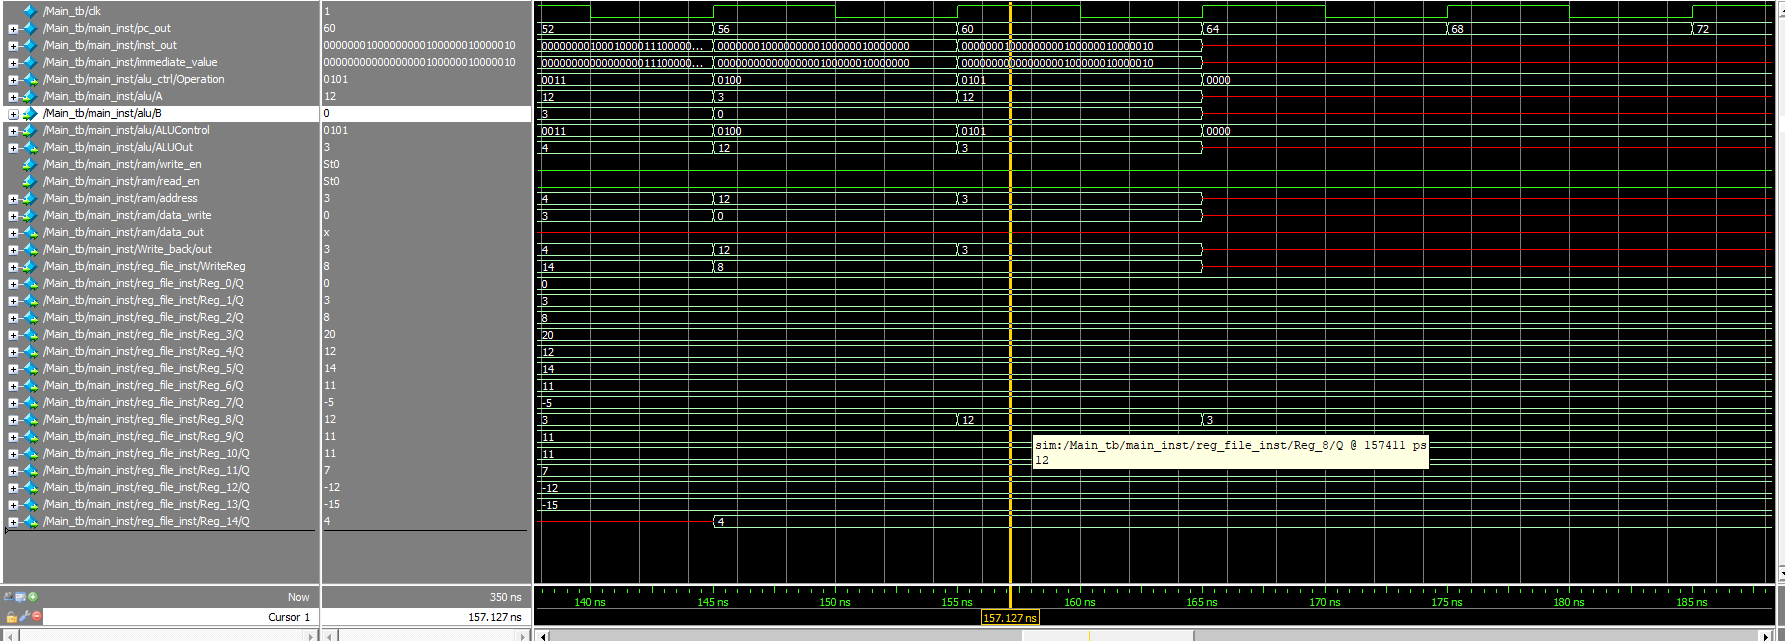 /Main_tb/clk 1
/Main_tb/main_inst/pc_out 60 52 56 60 64 68 72
/Main_tb/main_inst/inst_out 00000001000000000100000010000010 0000000010001000011100000... 00000001000000000100000010000000 00000001000000000100000010000010
/Main_tb/main_inst/immediate_value 00000000000000000100000010000010 0000000000000000011100000... 00000000000000000100000010000000 00000000000000000100000010000010
/Main_tb/main_inst/alu_ctrl/Operation 0101 0011 0100 0101 0000
/Main_tb/main_inst/alu/A 12 12 3 12
/Main_tb/main_inst/alu/B 0 3 0
/Main_tb/main_inst/alu/ALUControl 0101 0011 0100 0101 0000
/Main_tb/main_inst/alu/ALUOut 3 4 12 3
/Main_tb/main_inst/ram/write_en St0
/Main_tb/main_inst/ram/read_en St0
/Main_tb/main_inst/ram/address 3 4 12 3
/Main_tb/main_inst/ram/data_write 0 3 0
/Main_tb/main_inst/ram/data_out x
/Main_tb/main_inst/Write_back/out 3 4 12 3
/Main_tb/main_inst/reg_file_inst/WriteReg 8 14 8
/Main_tb/main_inst/reg_file_inst/Reg_0/Q 0 0
/Main_tb/main_inst/reg_file_inst/Reg_1/Q 3 3
/Main_tb/main_inst/reg_file_inst/Reg_2/Q 8 8
/Main_tb/main_inst/reg_file_inst/Reg_3/Q 20 20
/Main_tb/main_inst/reg_file_inst/Reg_4/Q 12 12
/Main_tb/main_inst/reg_file_inst/Reg_5/Q 14 14
/Main_tb/main_inst/reg_file_inst/Reg_6/Q 11 11
/Main_tb/main_inst/reg_file_inst/Reg_7/Q -5 -5
/Main_tb/main_inst/reg_file_inst/Reg_8/Q 12 3 12 3
/Main_tb/main_inst/reg_file_inst/Reg_9/Q 11 11
sim:/Main_tb/main_inst/reg_file_inst/Reg_8/Q @ 157411 ps
12
/Main_tb/main_inst/reg_file_inst/Reg_10/Q 11 11
/Main_tb/main_inst/reg_file_inst/Reg_11/Q 7 7
/Main_tb/main_inst/reg_file_inst/Reg_12/Q -12 -12
/Main_tb/main_inst/reg_file_inst/Reg_13/Q -15 -15
/Main_tb/main_inst/reg_file_inst/Reg_14/Q 4 4
Now 350 ns 140 ns 145 ns 150 ns 155 ns 160 ns 165 ns 170 ns 175 ns 180 ns 185 ns
Cursor 1 157.127 ns 157.127 ns